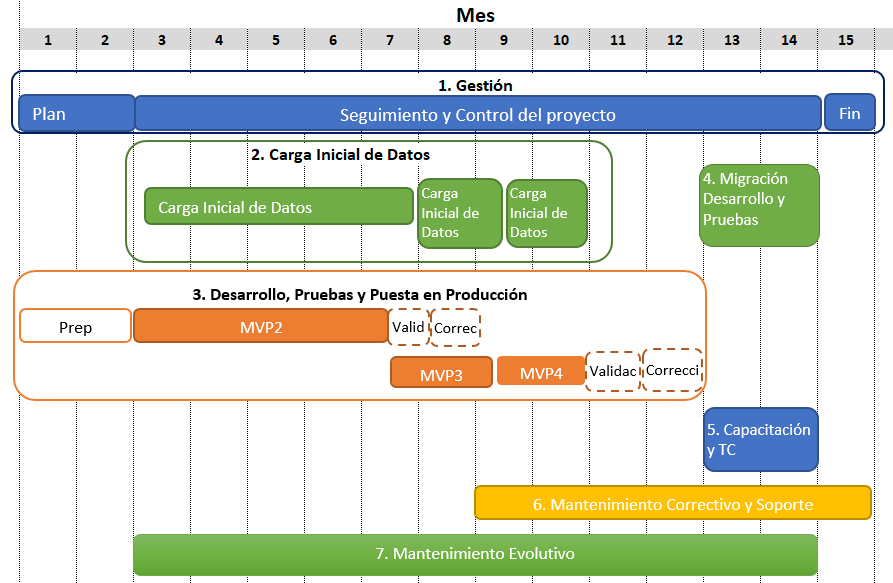 Mes
1 2 3 4 5 6 7 8 9 10 11 12 13 14 15
1. Gestión
Plan
Seguimiento y Control del proyecto
Fin
2. Carga Inicial de Datos
Carga Inicial de Datos
Carga
Inicial de
Datos
Carga
Inicial de
Datos
4. Migración
Desarrollo y
Pruebas
3. Desarrollo, Pruebas y Puesta en Producción
Prep
MVP2
Valid
Correc
MVP3
MVP4
Validac
Correcci
5. Capacitación
y TC
6. Mantenimiento Correctivo y Soporte
7. Mantenimiento Evolutivo